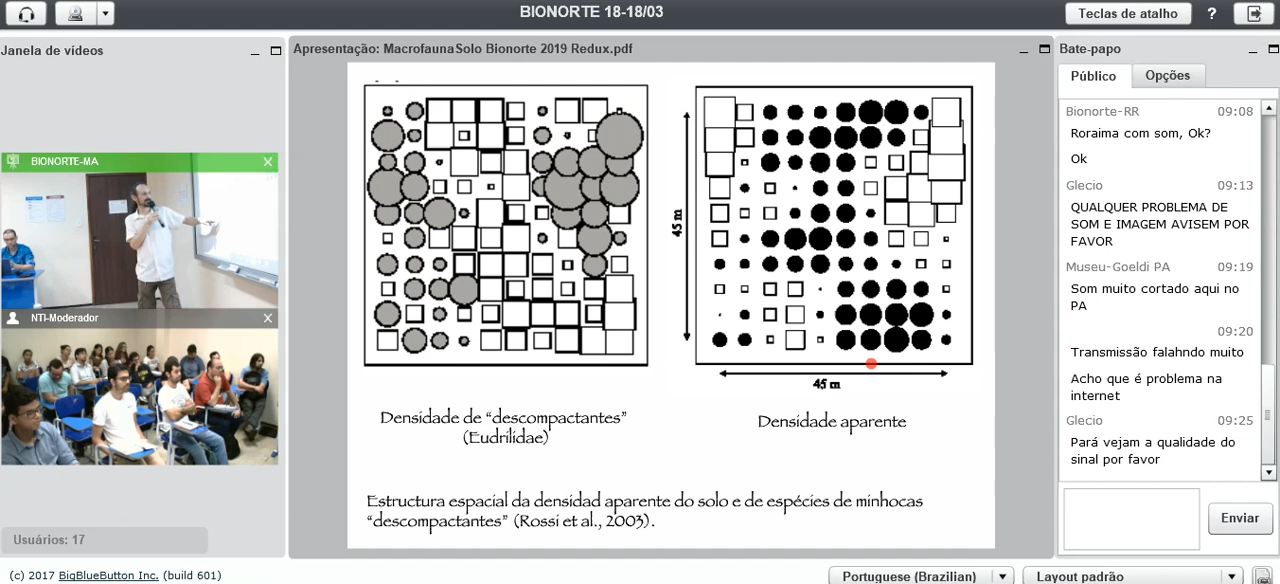 BIONORTE 18-18/03
Teclas de atalho
?
Janela de vídeos
Apresentação: MacrofaunaSolo Bionorte 2019 Redux.pdf
Bate-papo
Público
Opções
BIONORTE-MA
NTI-Moderador
Usuários: 17
45 m
45 m
Densidade de “descompactantes”
(Eudrilidae)
Densidade aparente
Estructura espacial da densidad aparente do solo e de espécies de minhocas
“descompactantes” (Rossi et al., 2003).
Bionorte-RR 09:08
Roraima com som, Ok?
Ok
Glecio 09:13
QUALQUER PROBLEMA DE
SOM E IMAGEM AVISEM POR
FAVOR
Museu-Goeldi PA 09:19
Som muito cortado aqui no
PA
09:20
Transmissão falahndo muito
Acho que é problema na
internet
Glecio 09:25
Pará vejam a qualidade do
sinal por favor
Enviar
(c) 2017 BigBlueButton Inc. (build 601)
Portuguese (Brazilian)
Layout padrão